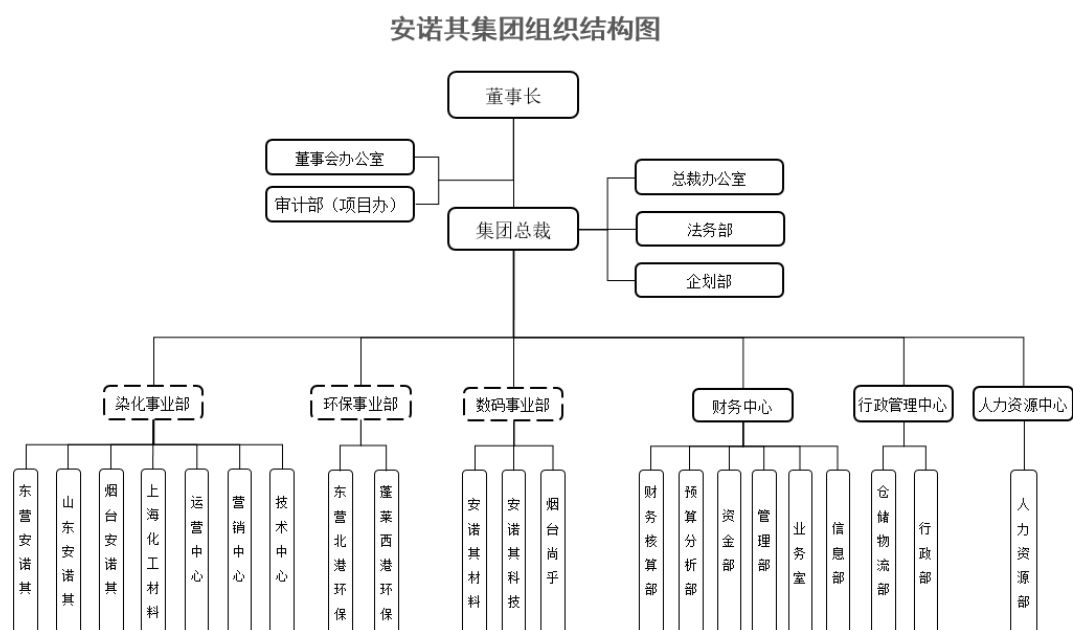 安诺其集团组织结构图
董事长
董事会办公室
审计部（项目办）
集团总裁
总裁办公室
法务部
企划部
染化事业部
环保事业部
数码事业部
财务中心
行政管理中心
人力资源中心
东营安诺其
山东安诺其
烟台安诺其
上海化工材料
运营中心
营销中心
技术中心
东营北港环保
蓬莱西港环保
安诺其材料
安诺其科技
烟台尚乎
财务核算部
预算分析部
资金部
管理部
业务室
信息部
仓储物流部
行政部
人力资源部